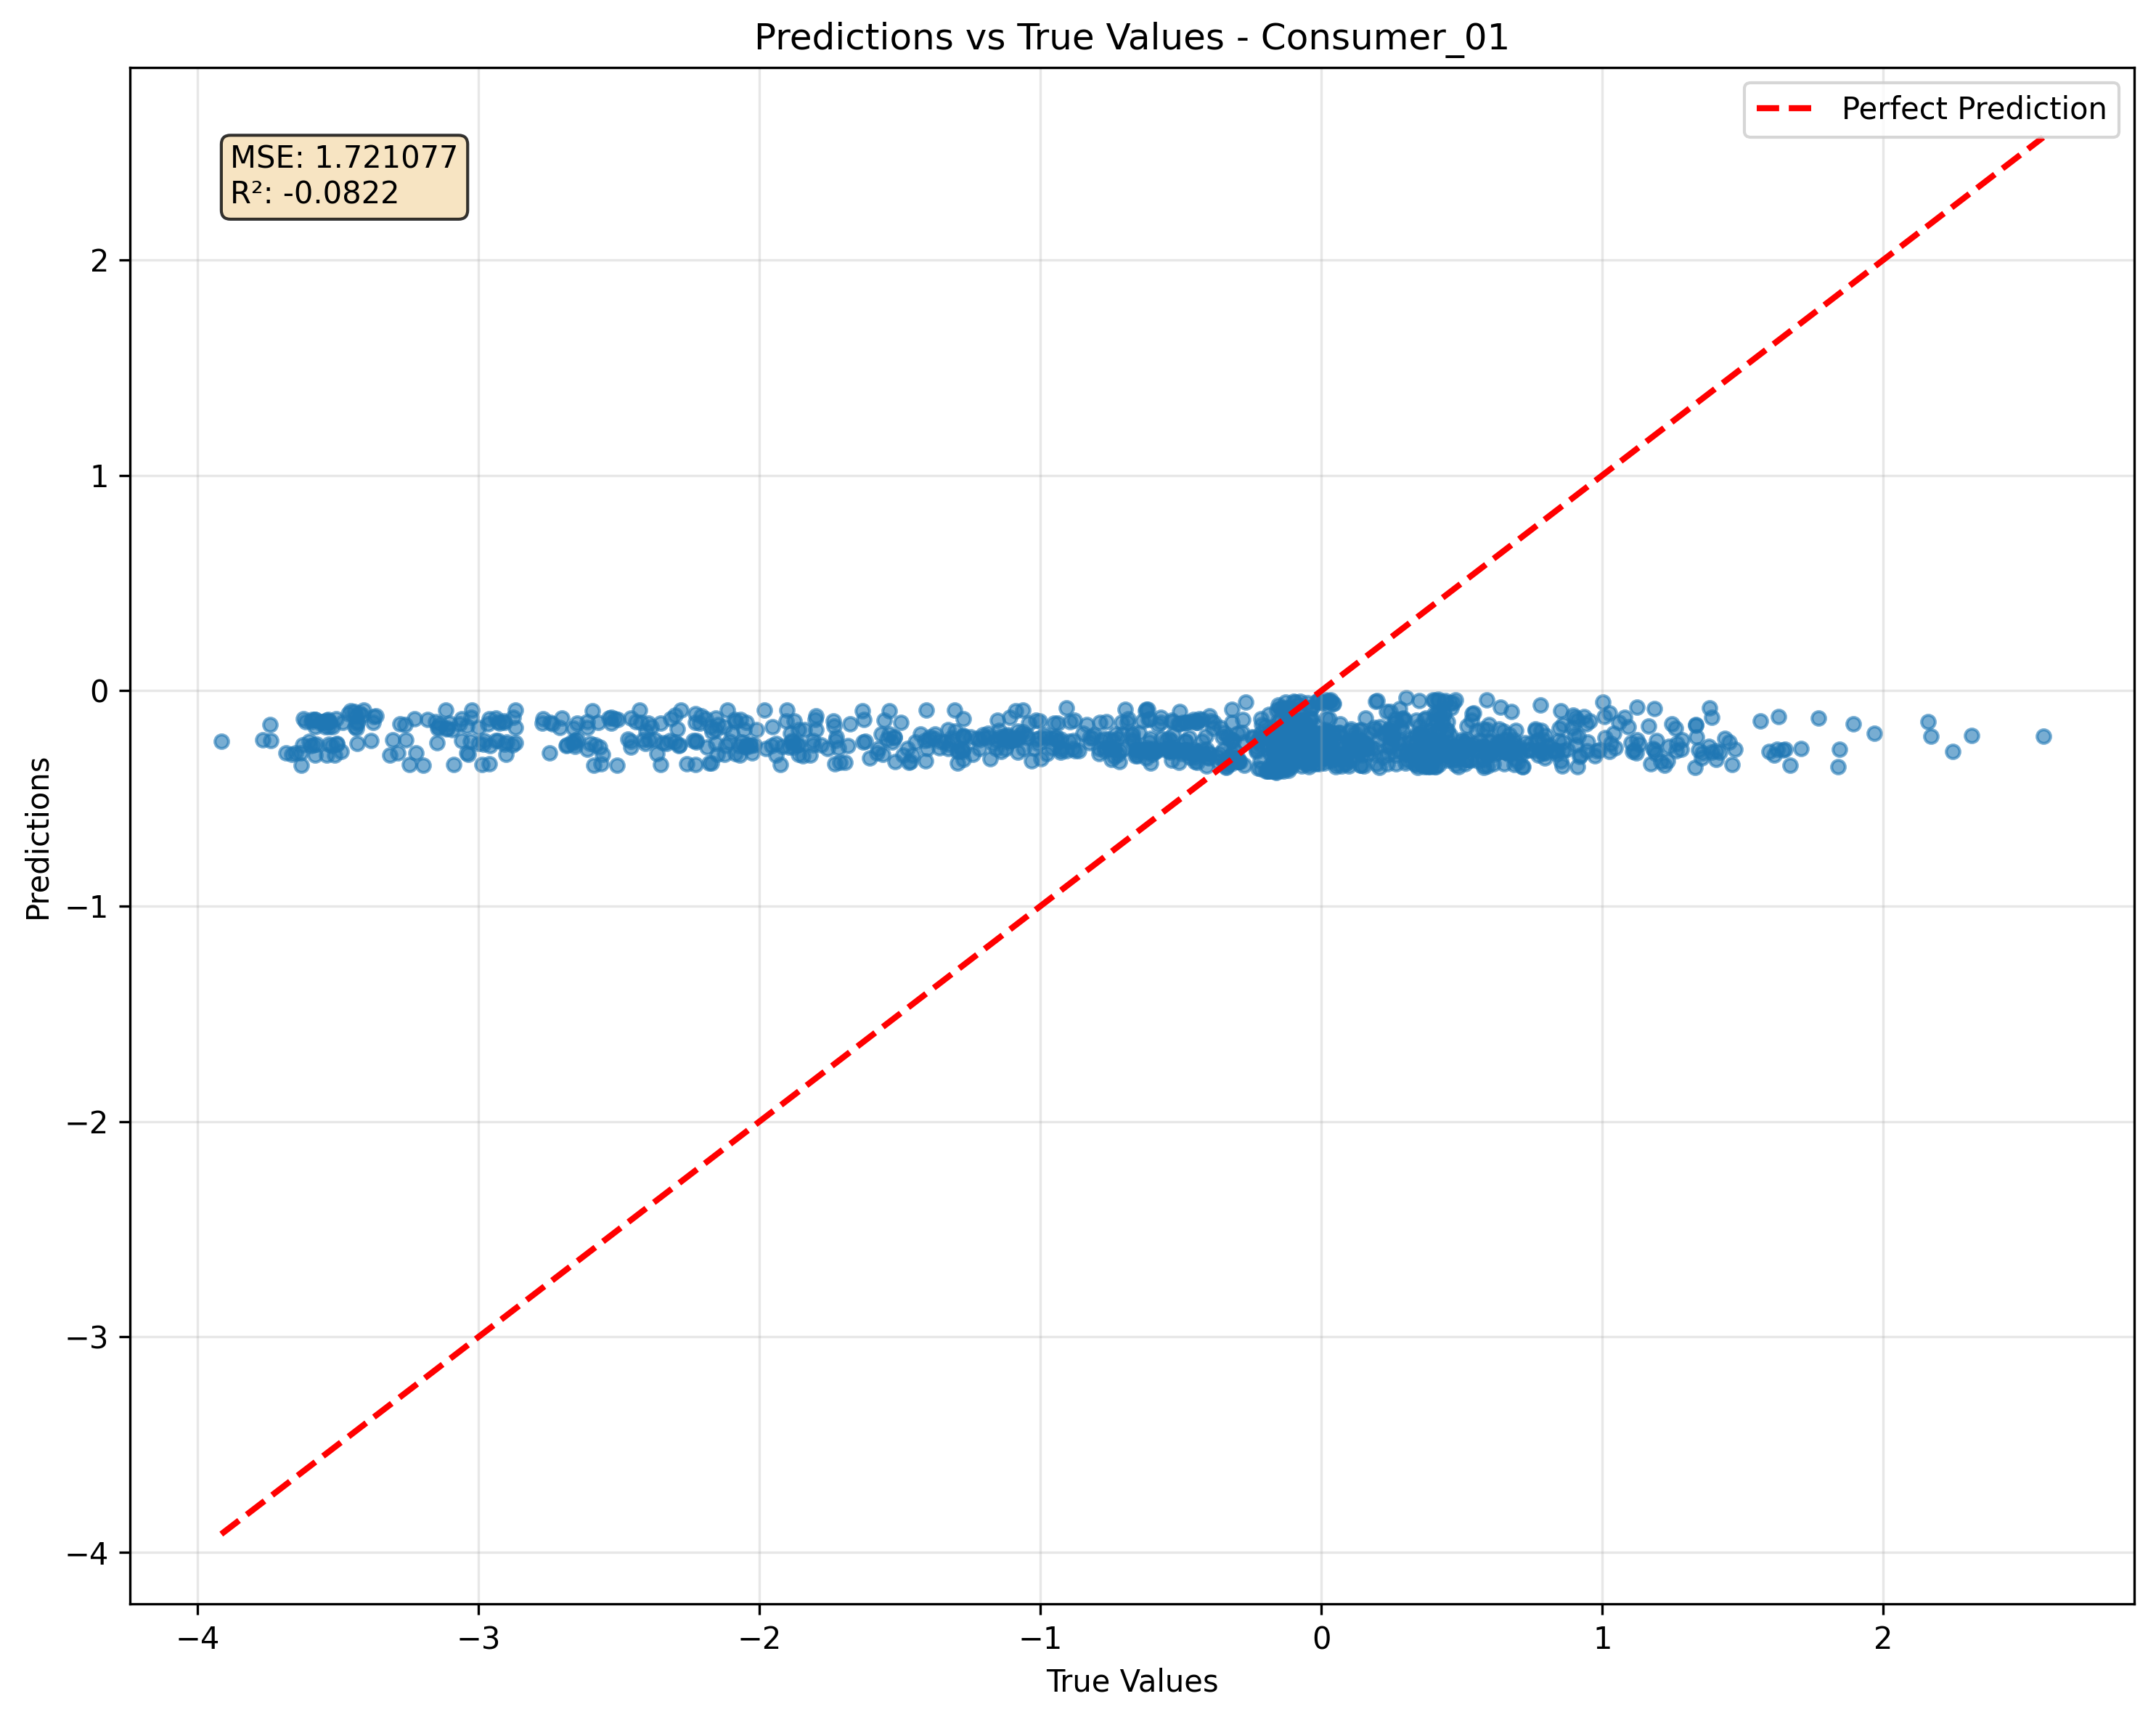 Predictions vs True Values - Consumer_01
Perfect Prediction
MSE: 1.721077
R²: -0.0822
2
1
0
−1
−2
−3
−4
Predictions
−4 −3 −2 −1 0 1 2
True Values